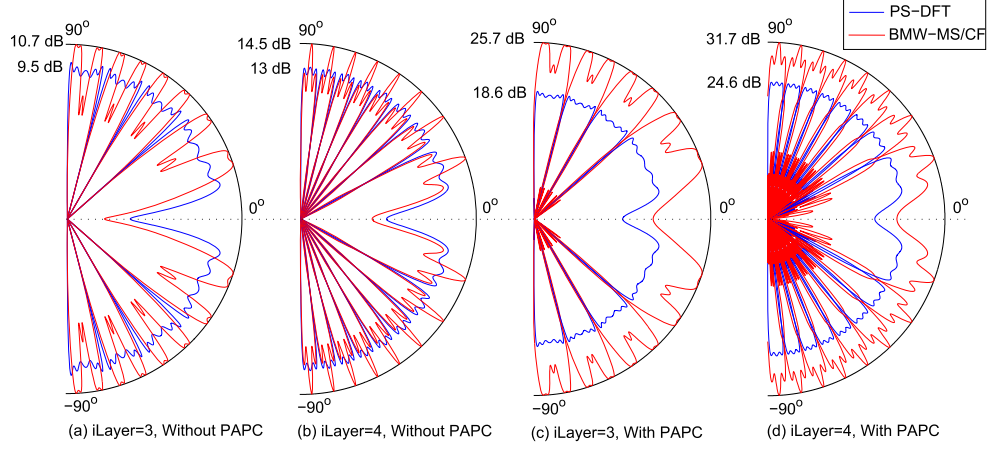 PS−DFT
BMW−MS/CF
90°
10.7 dB
9.5 dB
0°
−90°
(a) iLayer=3, Without PAPC
90°
14.5 dB
13 dB
0°
−90°
(b) iLayer=4, Without PAPC
90°
25.7 dB
18.6 dB
0°
−90°
(c) iLayer=3, With PAPC
90°
31.7 dB
24.6 dB
0°
−90°
(d) iLayer=4, With PAPC